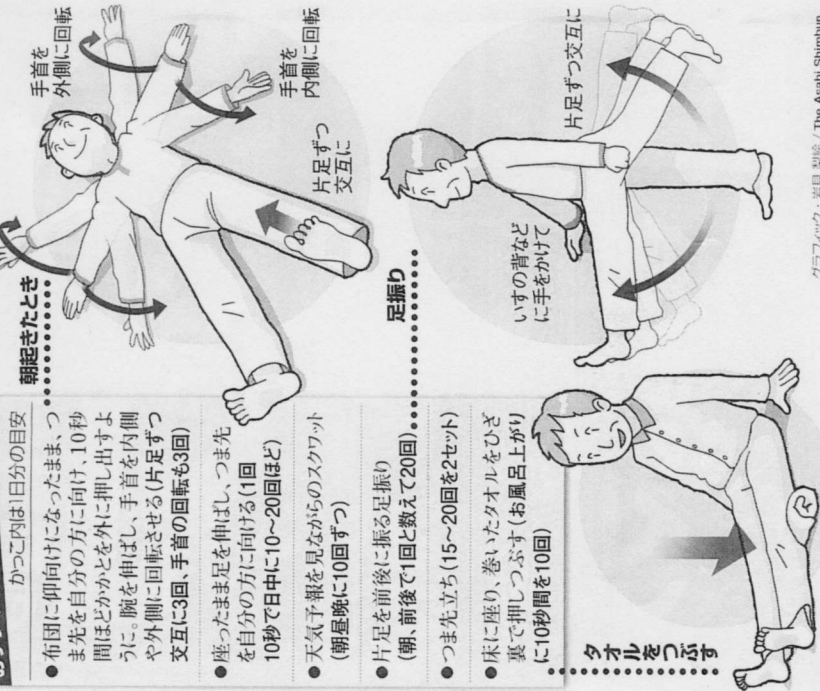 かっこ内は1日分の目安
●布団に仰向けになったまま、つ
ま先を自分の方に向け、10秒
間ほどかかとを外に押し出すよ
うに。腕を伸ばし、手首を内側
や外側に回転させる(片足ずつ
交互に3回、手首の回転も3回)
●座ったまま足を伸ばし、つま先
を自分の方に向ける(1回
10秒で日中に10〜20回ほど)
●天気予報を見ながらのスクワット
(朝昼晩に10回ずつ)
●片足を前後に振る足振り
(朝、前後で1回と数えて20回)
●つま先立ち(15〜20回を2セット)
●床に座り、巻いたタオルをひざ
裏で押しつぶす(お風呂上がり
に10秒間を10回)
朝起きたとき
手首を
外側に回転
手首を
内側に回転
片足ずつ
交互に
足振り
いすの背など
に手をかけて
片足ずつ交互に
タオルをつぶす
グラフィック・岩見梨絵 / The Asahi Shimbun